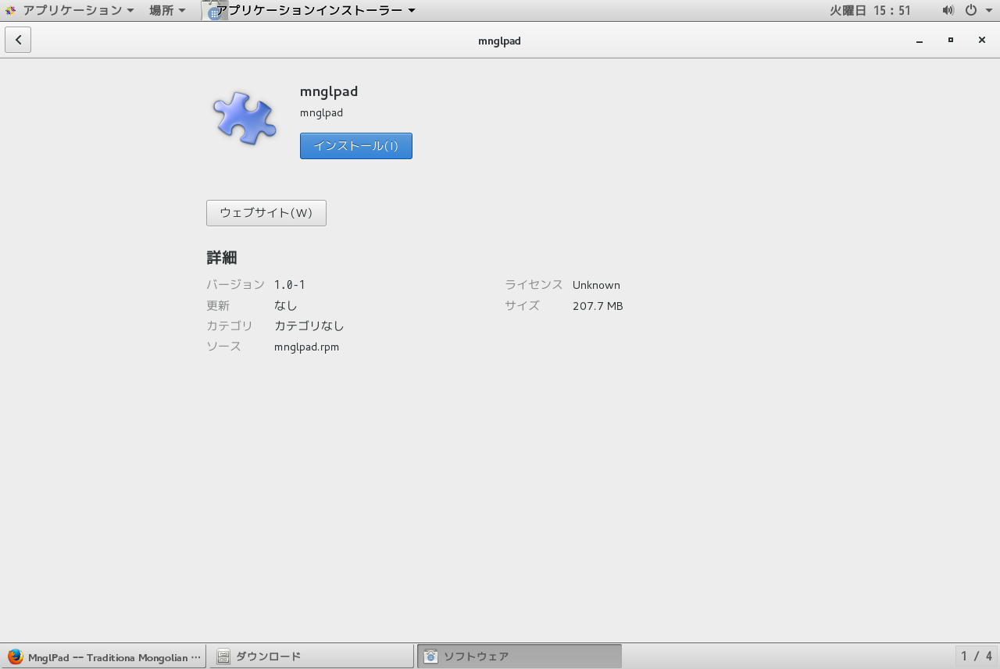 アプリケーション 場所 アプリケーションインストーラー 火曜日 15:51
mnglpad
mnglpad
mnglpad
インストール(I)
ウェブサイト(W)
詳細
バージョン 1.0-1 ライセンス Unknown
更新 なし サイズ 207.7 MB
カテゴリ カテゴリなし
ソース mnglpad.rpm
MnglPad -- Traditiona Mongolian … ダウンロード ソフトウェア 1 / 4